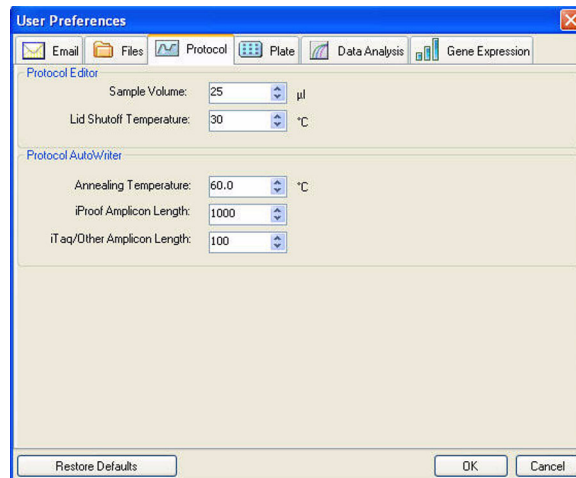 User Preferences
Email Files Protocol Plate Data Analysis Gene Expression
Protocol Editor
Sample Volume: 25 µl
Lid Shutoff Temperature: 30 °C
Protocol AutoWriter
Annealing Temperature: 60.0 °C
iProof Amplicon Length: 1000
iTaq/Other Amplicon Length: 100
Restore Defaults OK Cancel